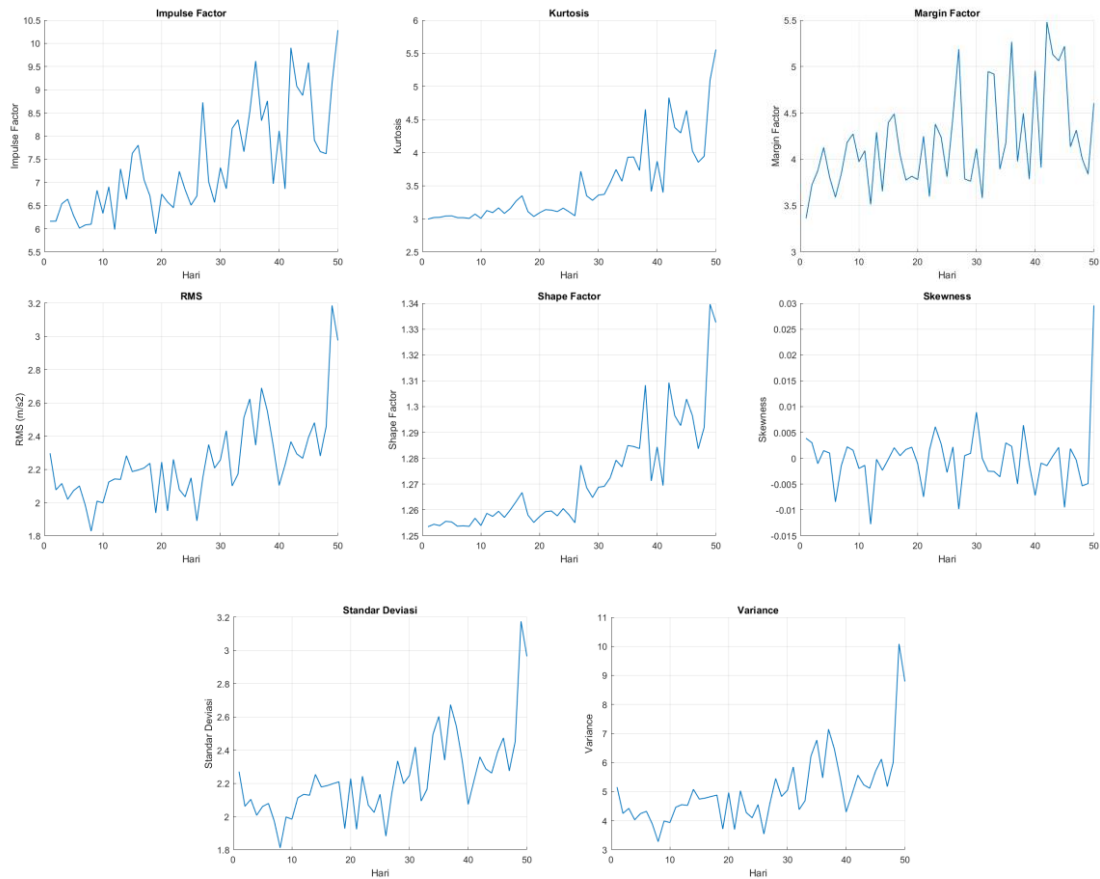 Impulse Factor
10.5
10
9.5
9
8.5
8
7.5
7
6.5
6
5.5
Impulse Factor
0 10 20 30 40 50
Hari
Kurtosis
6
5.5
5
4.5
4
3.5
3
2.5
Kurtosis
0 10 20 30 40 50
Hari
Margin Factor
5.5
5
4.5
4
3.5
3
Margin Factor
0 10 20 30 40 50
Hari
RMS
3.2
3
2.8
2.6
2.4
2.2
2
1.8
RMS (m/s2)
0 10 20 30 40 50
Hari
Shape Factor
1.34
1.33
1.32
1.31
1.3
1.29
1.28
1.27
1.26
1.25
Shape Factor
0 10 20 30 40 50
Hari
Skewness
0.03
0.025
0.02
0.015
0.01
0.005
0
-0.005
-0.01
-0.015
Skewness
0 10 20 30 40 50
Hari
Standar Deviasi
3.2
3
2.8
2.6
2.4
2.2
2
1.8
Standar Deviasi
0 10 20 30 40 50
Hari
Variance
11
10
9
8
7
6
5
4
3
Variance
0 10 20 30 40 50
Hari